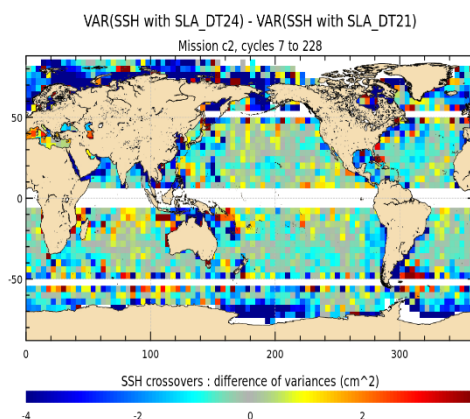 VAR(SSH with SLA_DT24) - VAR(SSH with SLA_DT21)
Mission c2, cycles 7 to 228
50
0
-50
0 100 200 300
SSH crossovers : difference of variances (cm^2)
-4 -2 0 2